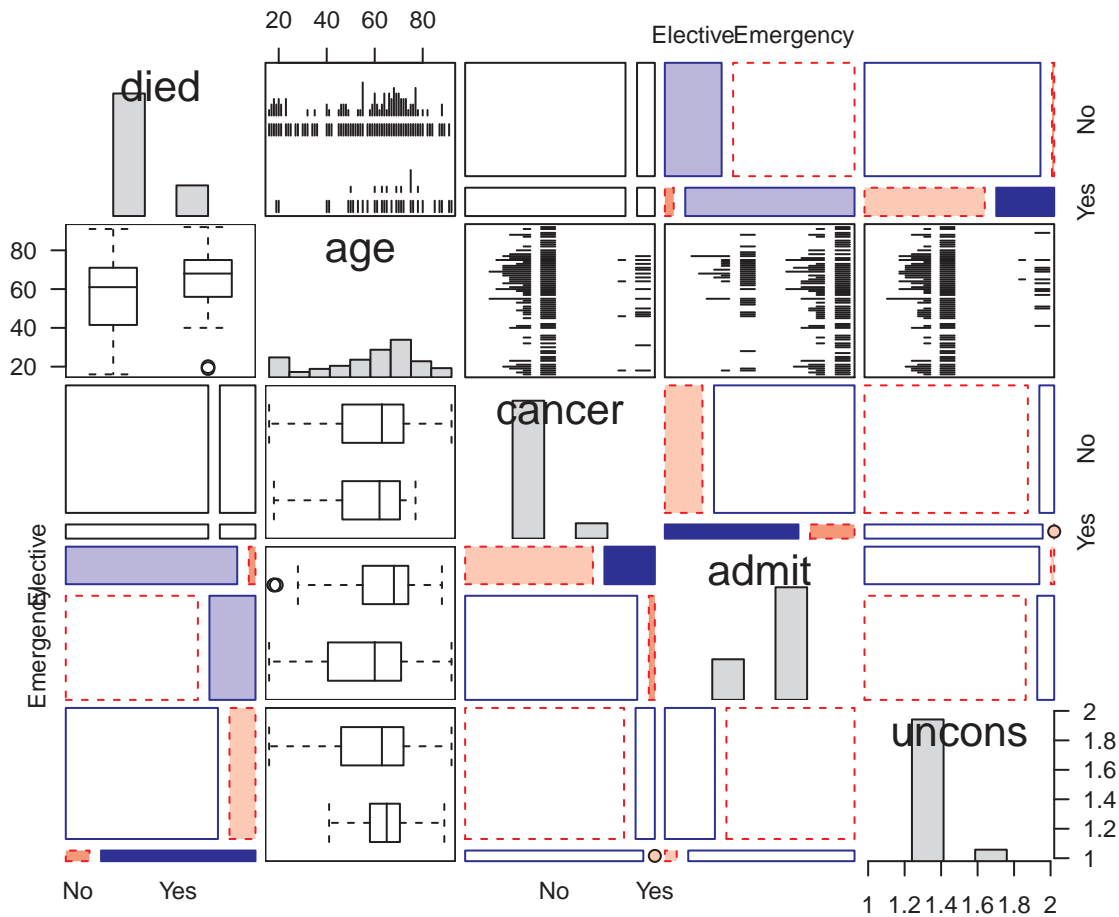 20 40 60 80
Elective Emergency
died
No
Yes
age
80
60
40
20
cancer
No
Yes
Elective
Emergency
admit
uncons
2
1.8
1.6
1.4
1.2
1
No Yes
No Yes
1 1.2 1.4 1.6 1.8 2